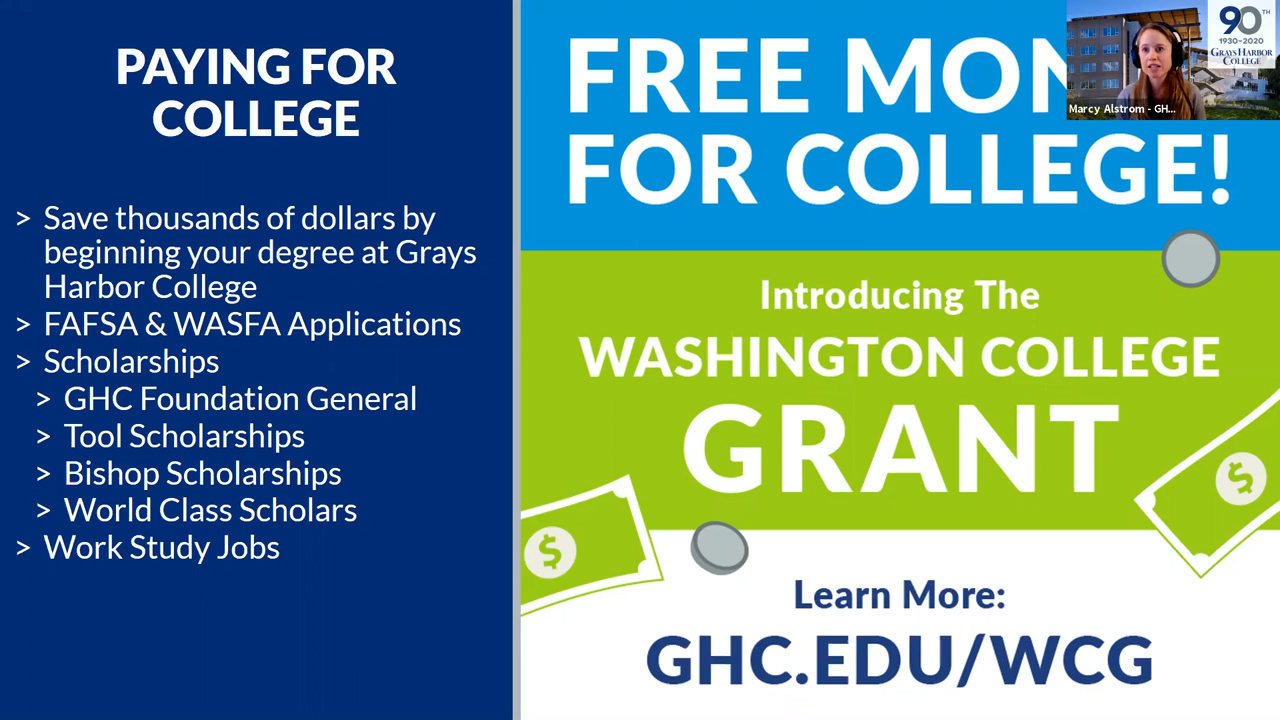 PAYING FOR
COLLEGE
> Save thousands of dollars by
beginning your degree at Grays
Harbor College
> FAFSA & WASFA Applications
> Scholarships
> GHC Foundation General
> Tool Scholarships
> Bishop Scholarships
> World Class Scholars
> Work Study Jobs
FREE MON
FOR COLLEGE!
Introducing The
WASHINGTON COLLEGE
GRANT
$
$
Learn More:
GHC.EDU/WCG
90TH
1930-2020
GRAYS HARBOR
COLLEGE
Marcy Alstrom - GH...